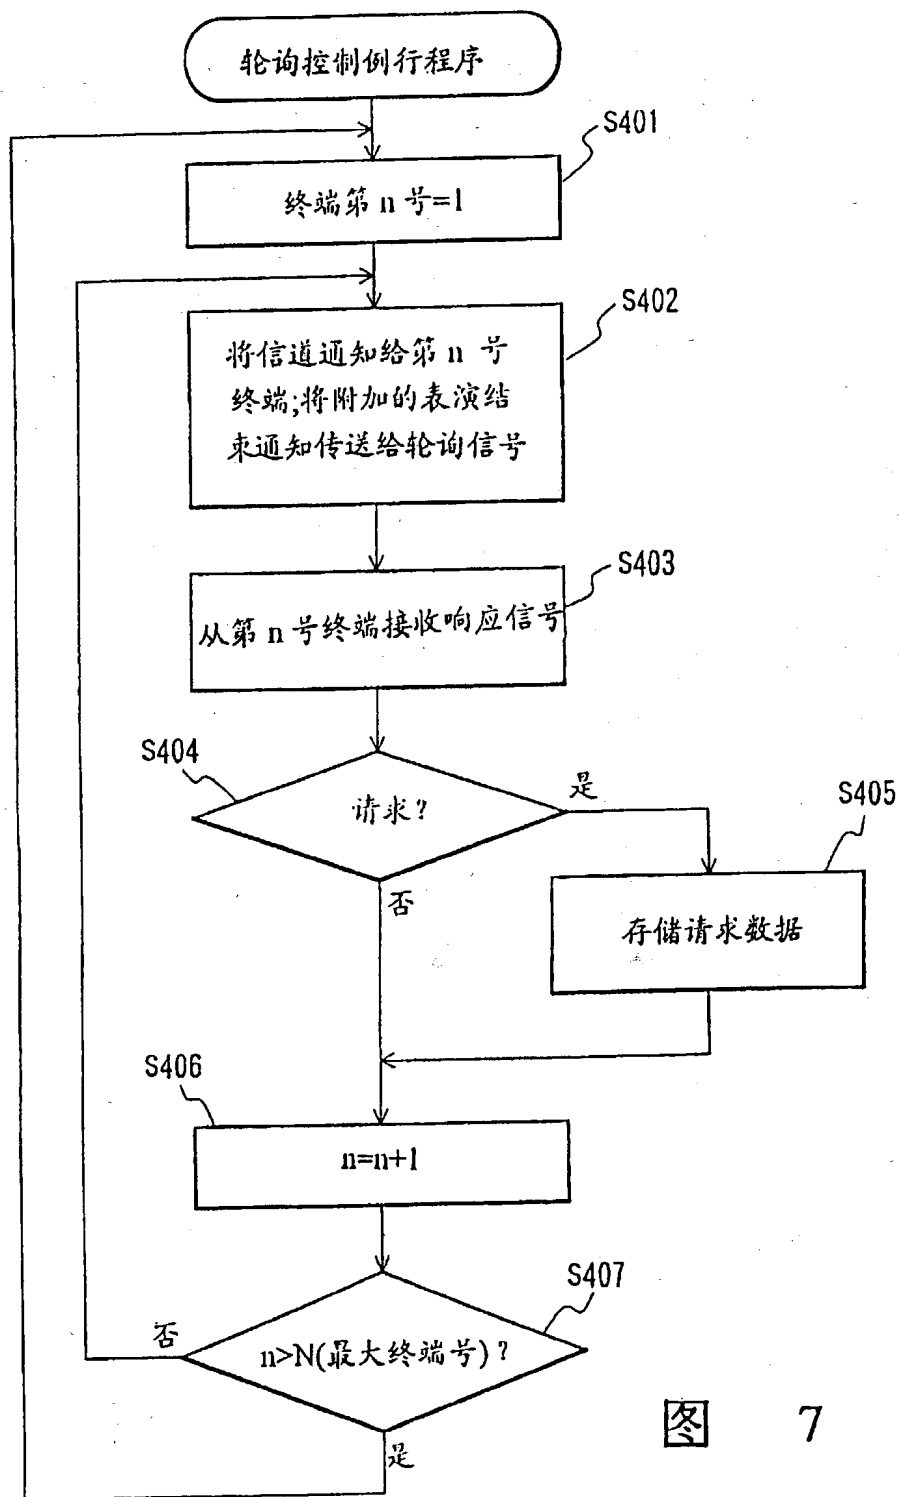 轮询控制例行程序
S401
终端第 n 号=1
S402
将信道通知给第 n 号
终端;将附加的表演结
束通知传送给轮询信号
S403
从第 n 号终端接收响应信号
S404
请求?
是
S405
否
存储请求数据
S406
n=n+1
S407
否
n>N(最大终端号)?
是
图 7